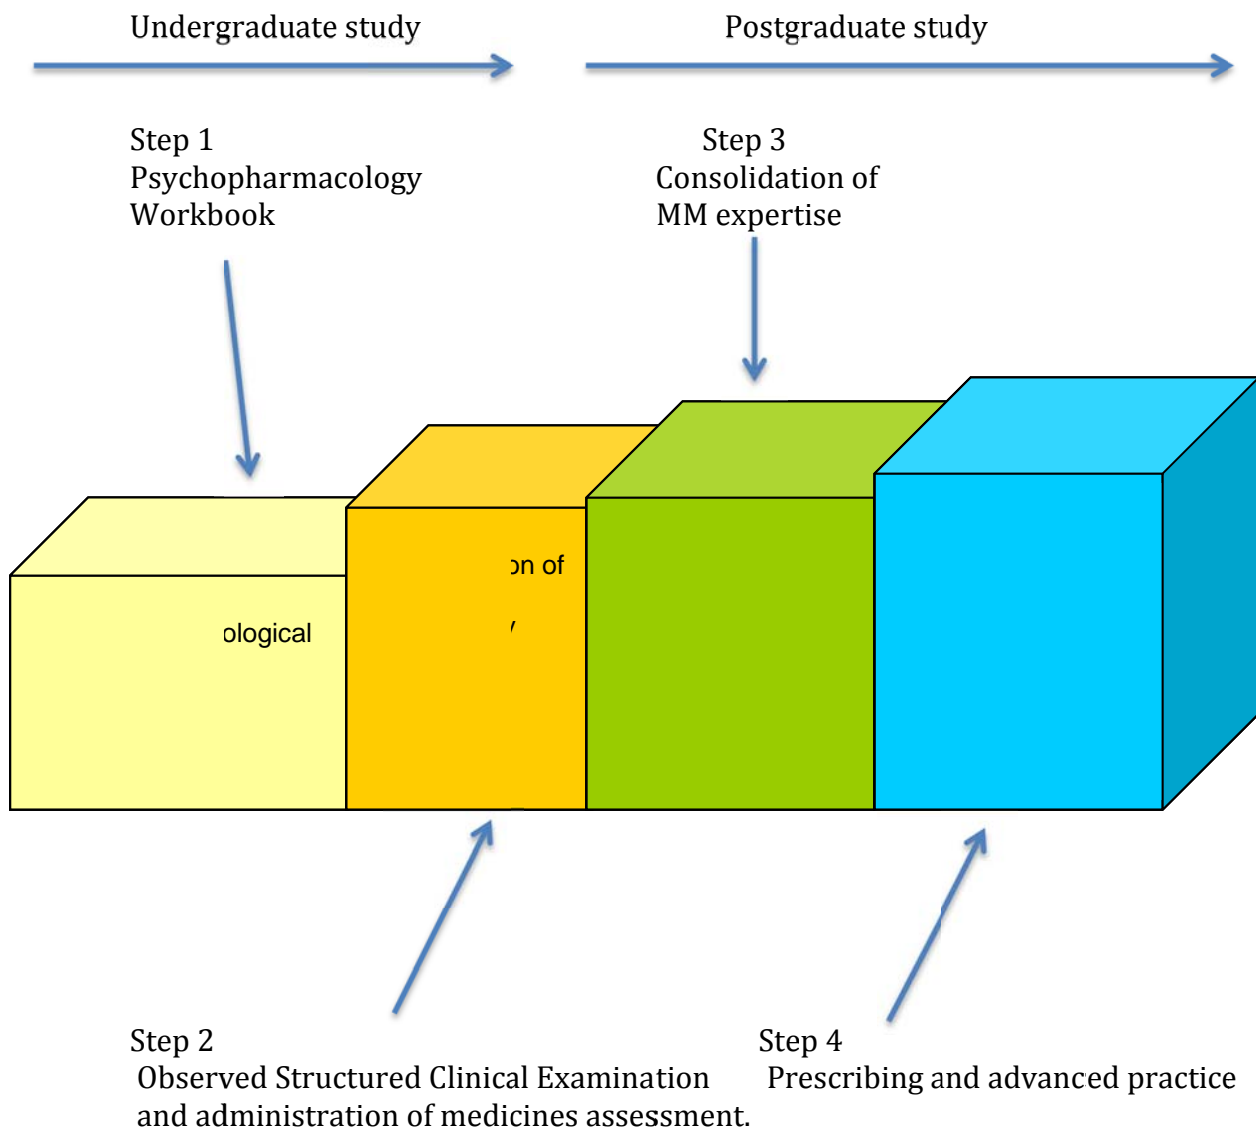 Undergraduate study
Postgraduate study
Step 1
Psychopharmacology
Workbook
Step 3
Consolidation of
MM expertise
of
ological
Step 2
Observed Structured Clinical Examination
and administration of medicines assessment.
Step 4
Prescribing and advanced practice